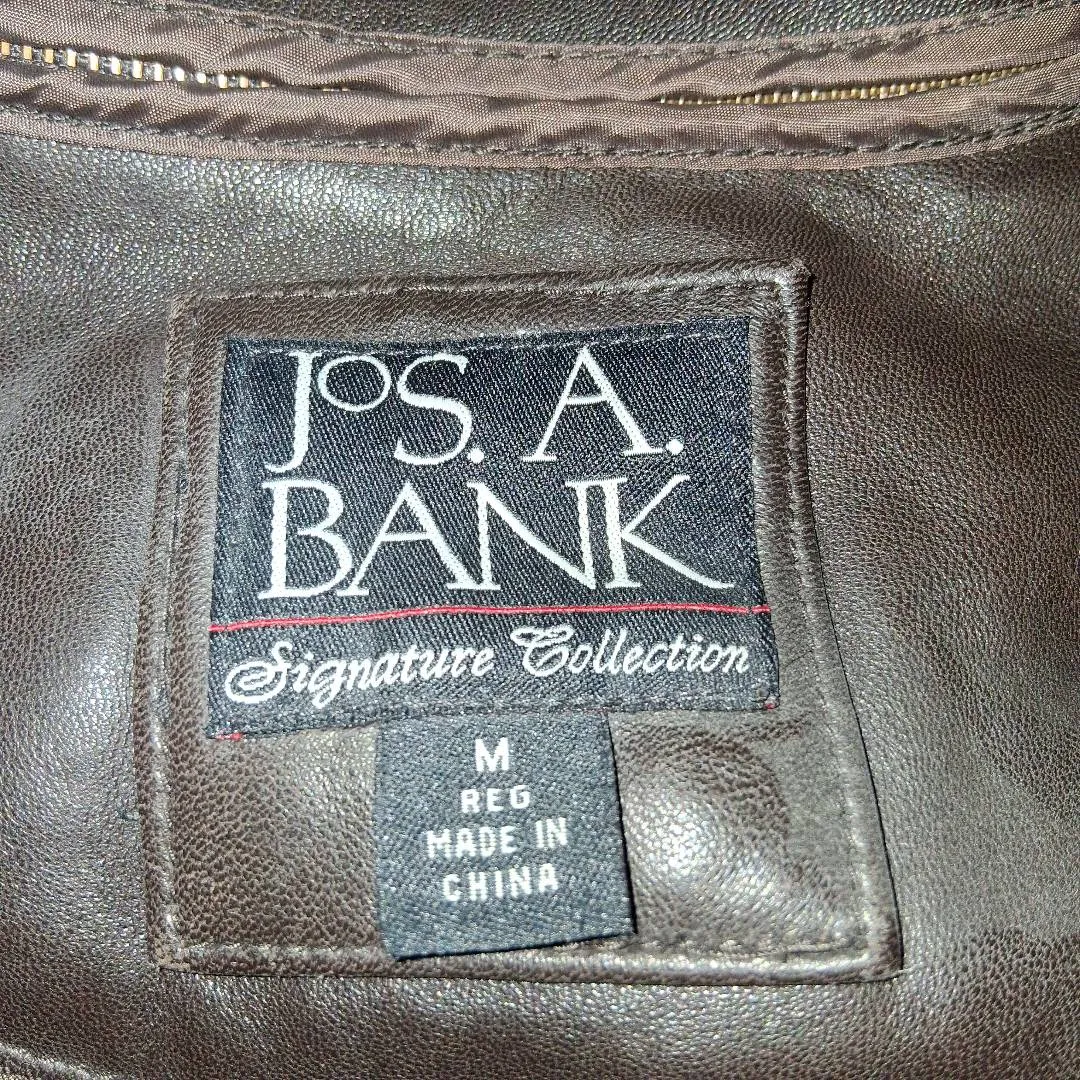 JOS. A.
BANK
Signature Collection
M
REG
MADE IN
CHINA